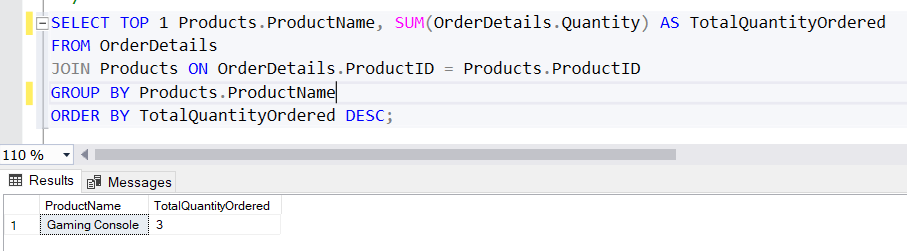 SELECT TOP 1 Products.ProductName, SUM(OrderDetails.Quantity) AS TotalQuantityOrdered
FROM OrderDetails
JOIN Products ON OrderDetails.ProductID = Products.ProductID
GROUP BY Products.ProductName
ORDER BY TotalQuantityOrdered DESC;
110 %
Results Messages
ProductName TotalQuantityOrdered
1 Gaming Console 3